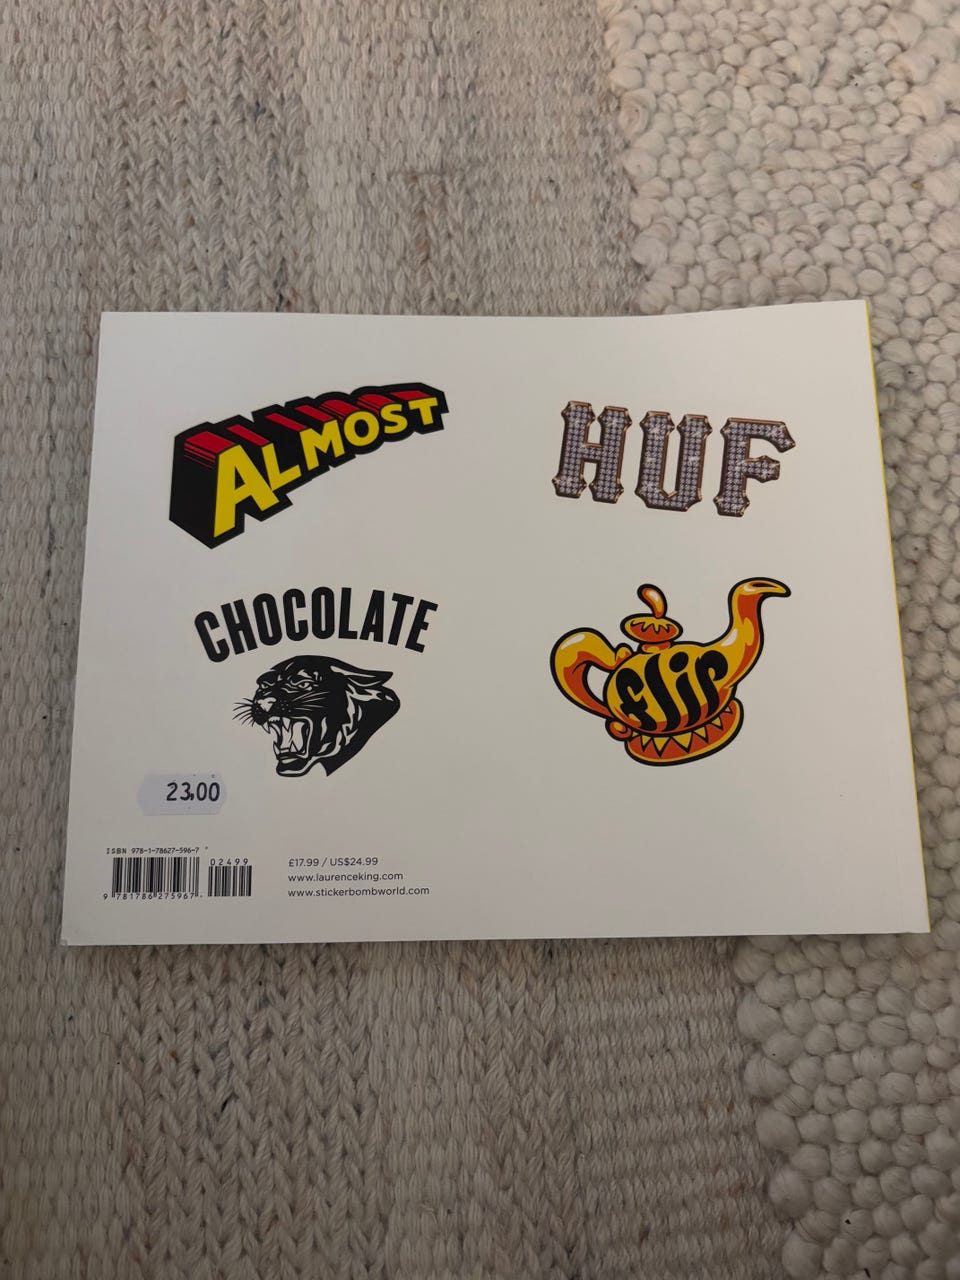 ALMOST
HUF
CHOCOLATE
flip
23,00
ISBN 978-1-78627-596-7
02499
9 781786 275967
£17.99 / US$24.99
www.laurenceking.com
www.stickerbombworld.com